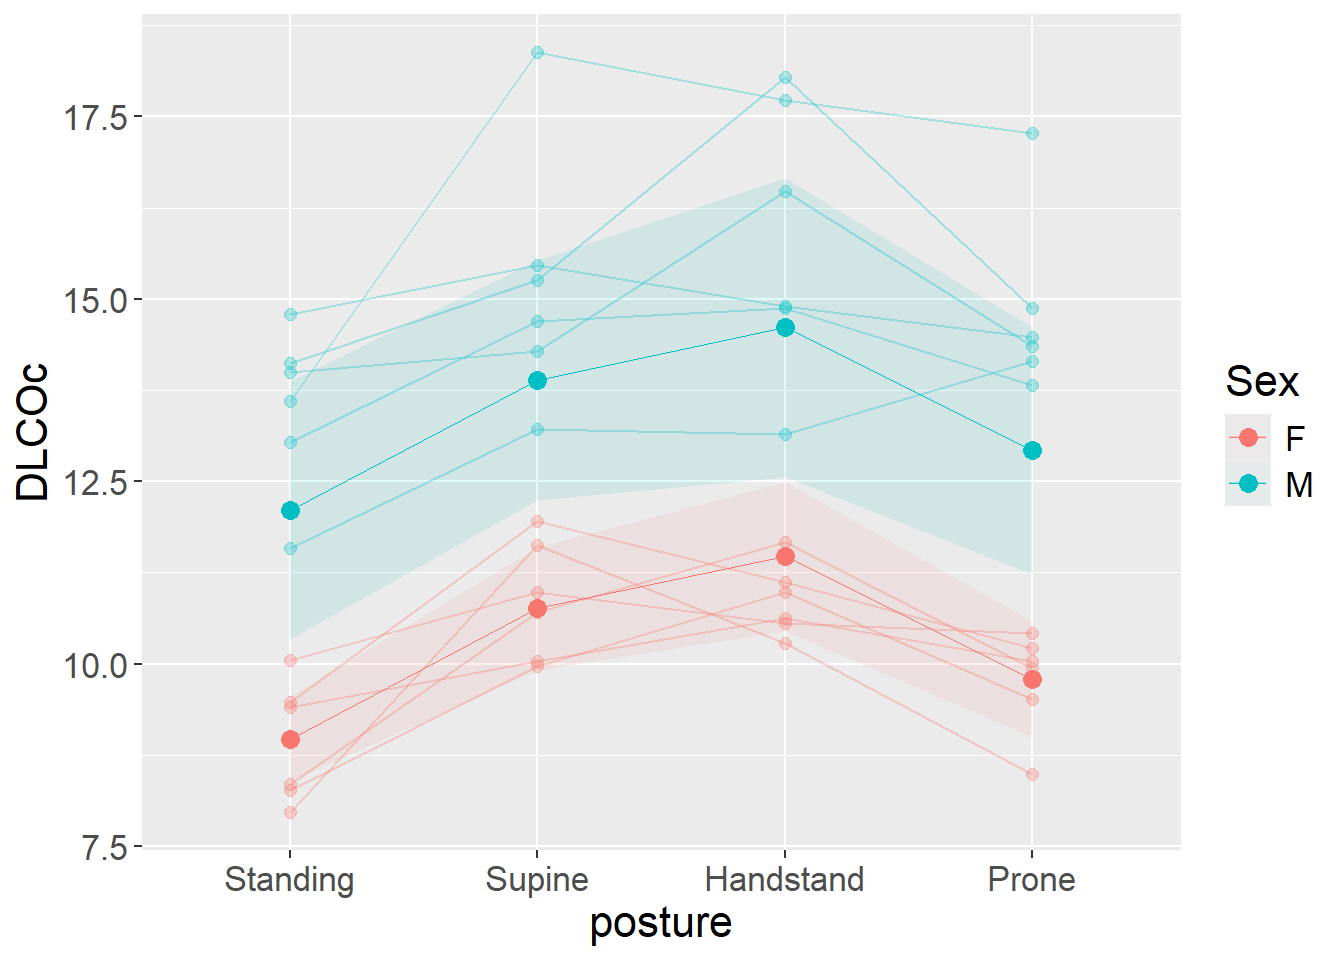 17.5
15.0
12.5
10.0
7.5
DLCOc
Standing Supine Handstand Prone
posture
Sex
F
M